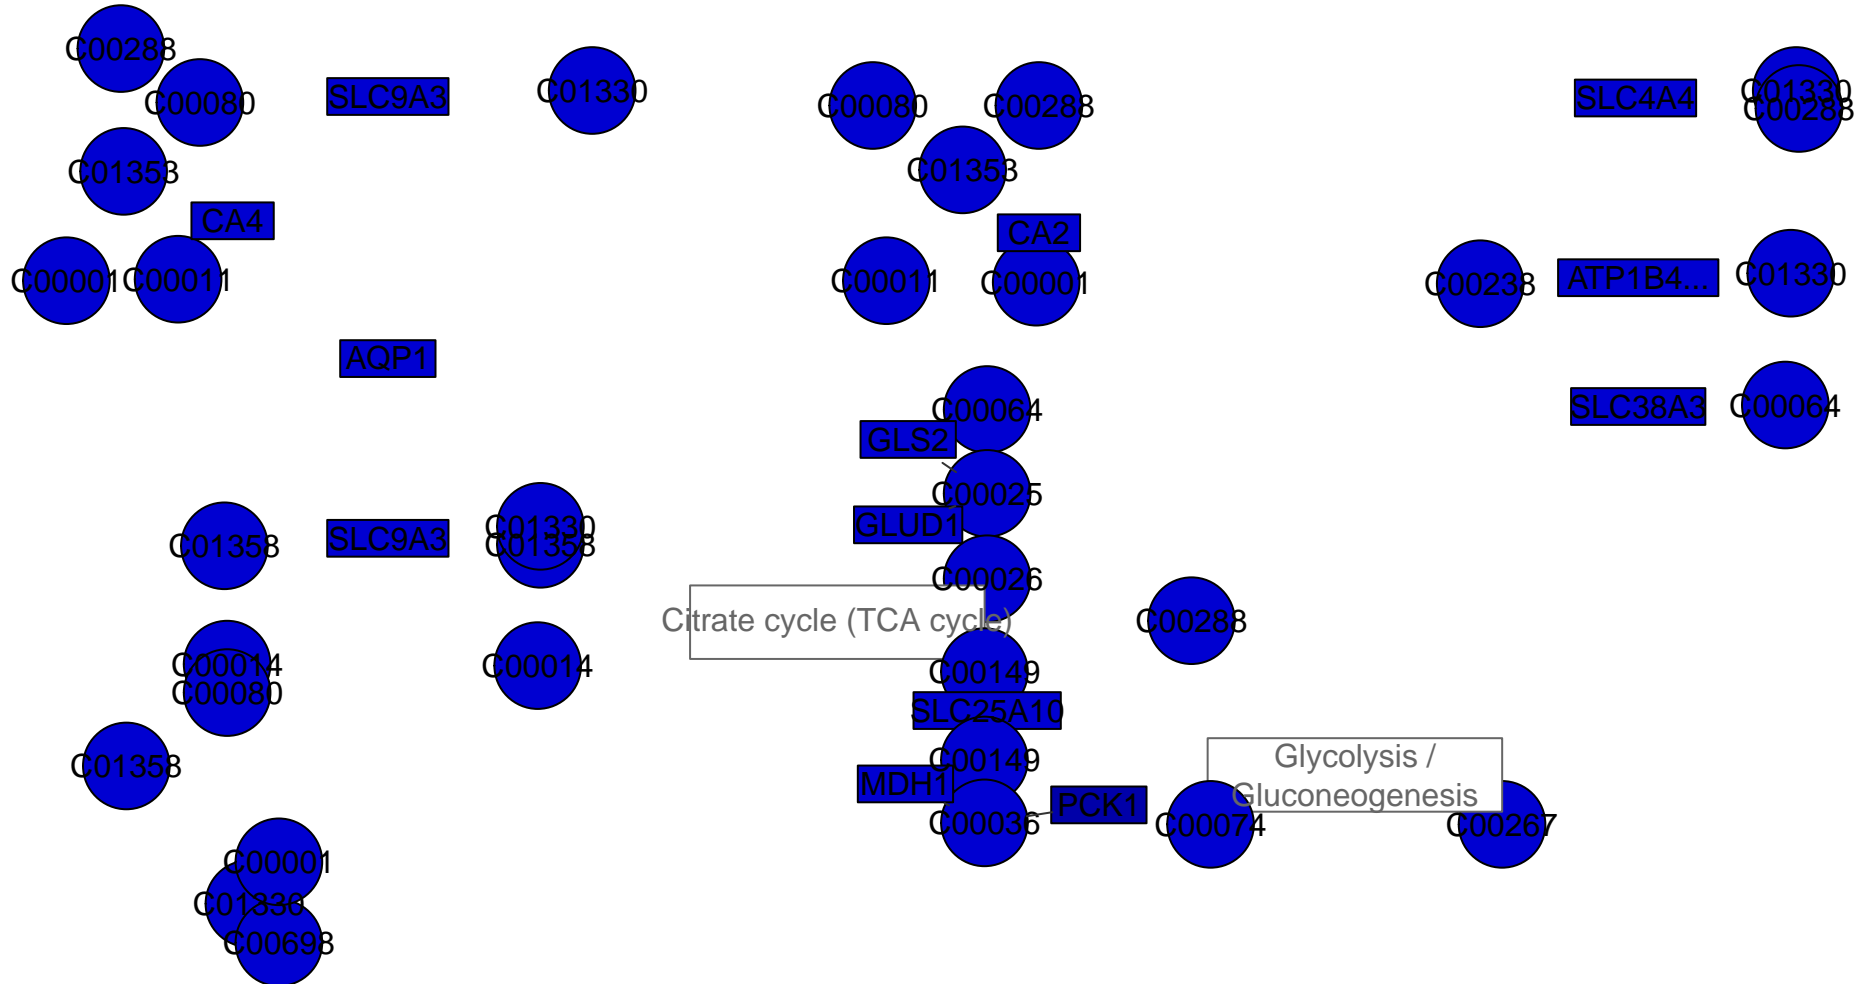 C00288
C00080
SLC9A3
C01330
C00080
C00288
SLC4A4
C01330
C00288
C01353
C01353
CA4
CA2
C00001
C00011
C00011
C00001
C00238
ATP1B4...
C01330
AQP1
C00064
SLC38A3
C00064
GLS2
C00025
GLUD1
C01358
SLC9A3
C01330
C01358
C00026
Citrate cycle (TCA cycle)
C00288
C00014
C00080
C00014
C00149
SLC25A10
C01358
C00149
MDH1
C00036
PCK1
Glycolysis /
Gluconeogenesis
C00074
C00267
C00001
C01330
C00698